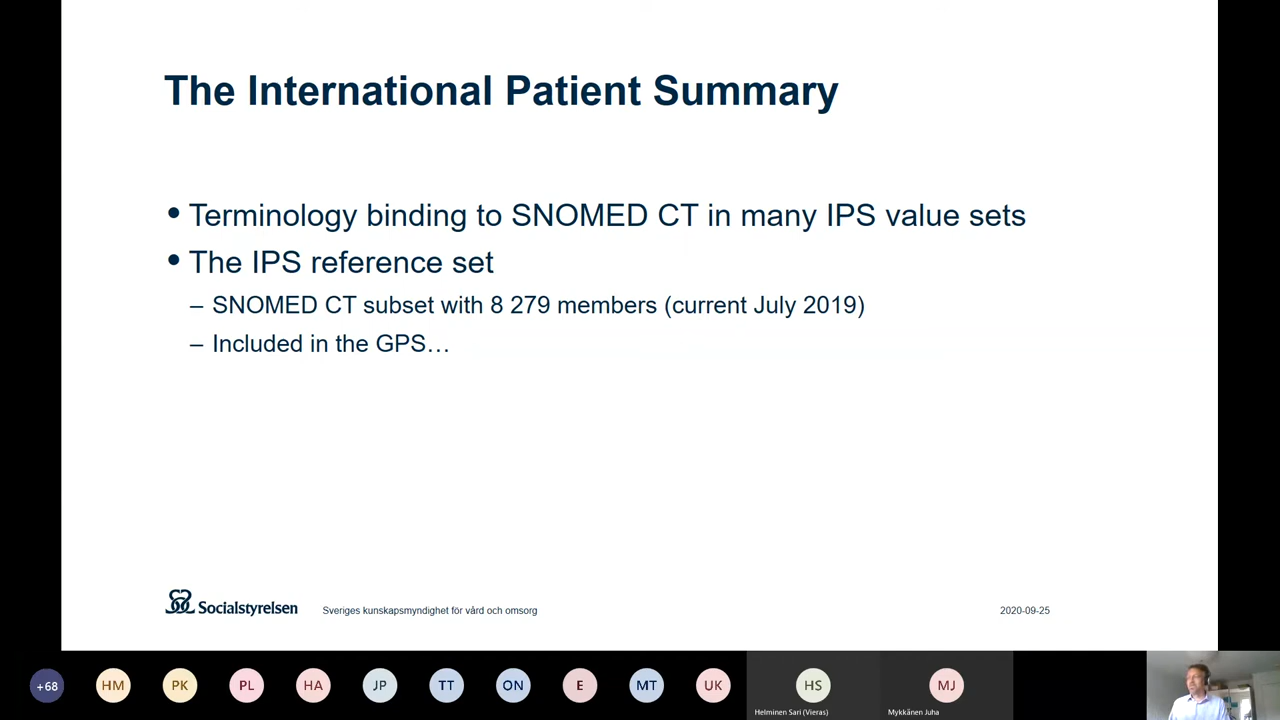 The International Patient Summary
• Terminology binding to SNOMED CT in many IPS value sets
• The IPS reference set
– SNOMED CT subset with 8 279 members (current July 2019)
– Included in the GPS…
Socialstyrelsen
Sveriges kunskapsmyndighet för vård och omsorg
2020-09-25
+68
HM
PK
PL
HA
JP
TT
ON
E
MT
UK
HS
MJ
Helminen Sari (Vieras)
Mykkänen Juha